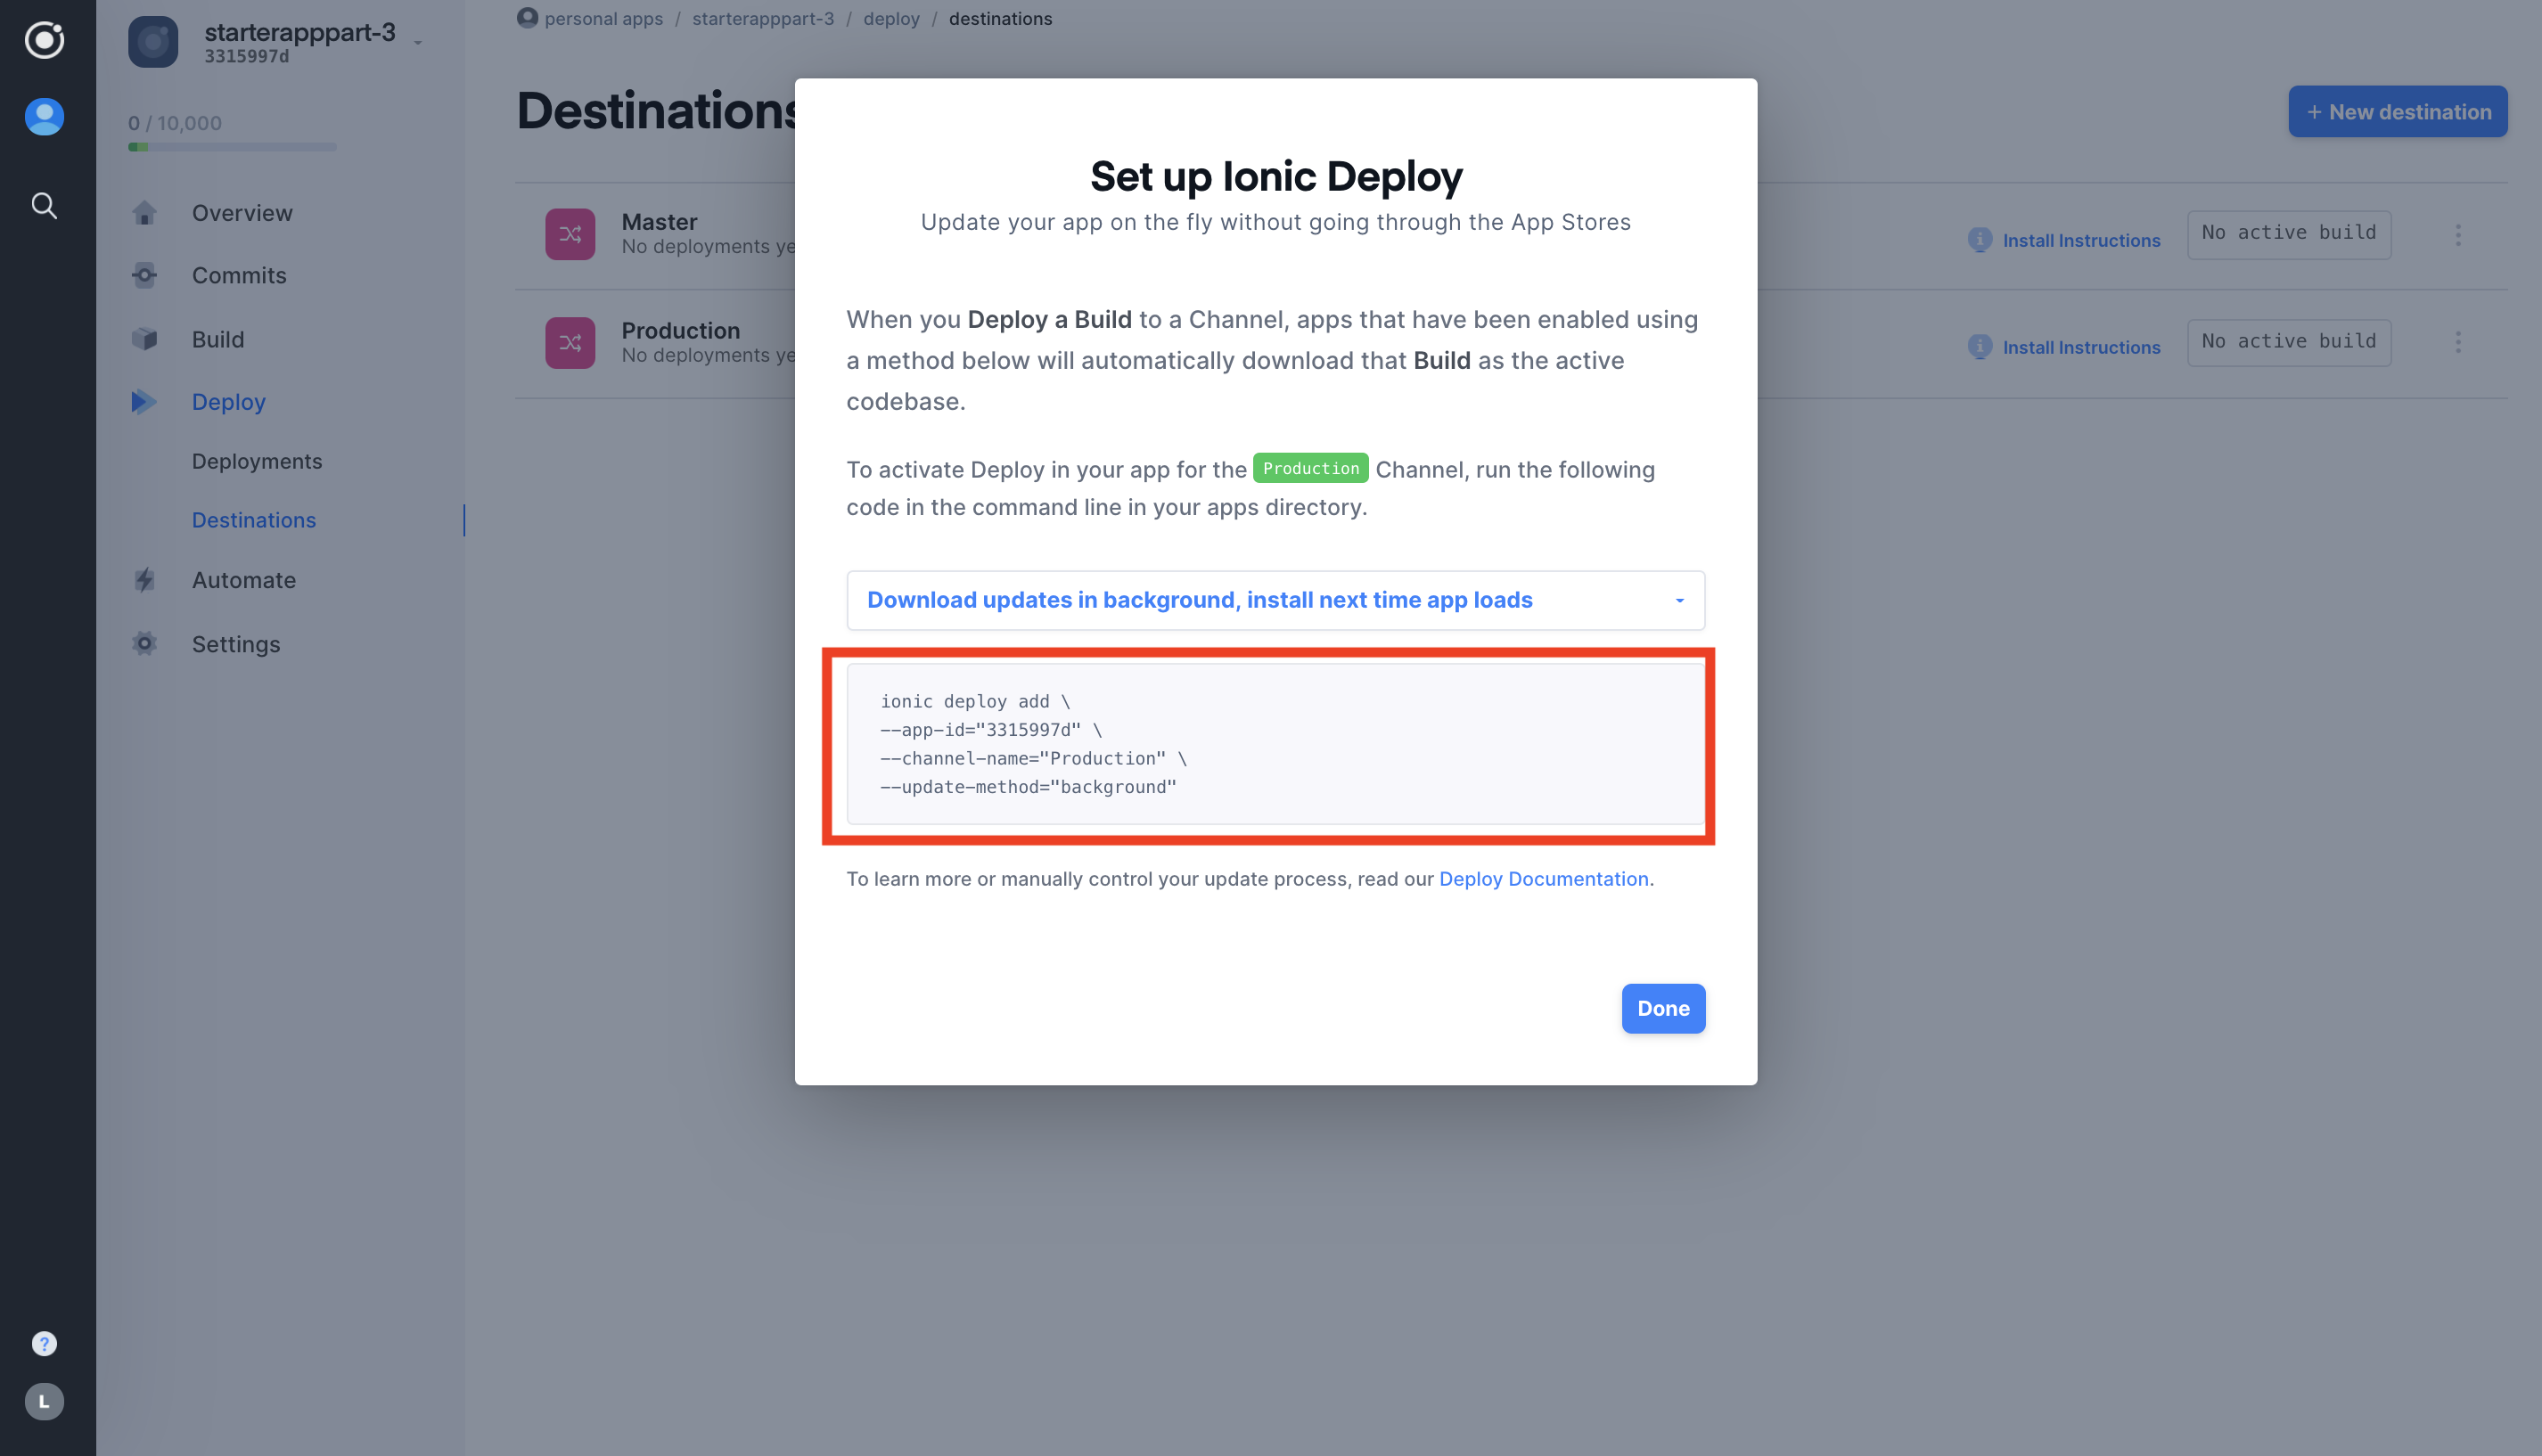 starterapppart-3
3315997d
0 / 10,000
Overview
Commits
Build
Deploy
Deployments
Destinations
Automate
Settings
?
L
personal apps / starterapppart-3 / deploy / destinations
Destinations
+ New destination
Master
No deployments ye
Install Instructions
No active build
Production
No deployments ye
Install Instructions
No active build
Set up Ionic Deploy
Update your app on the fly without going through the App Stores
When you Deploy a Build to a Channel, apps that have been enabled using
a method below will automatically download that Build as the active
codebase.
To activate Deploy in your app for the Production Channel, run the following
code in the command line in your apps directory.
Download updates in background, install next time app loads
ionic deploy add \
--app-id="3315997d" \
--channel-name="Production" \
--update-method="background"
To learn more or manually control your update process, read our Deploy Documentation.
Done